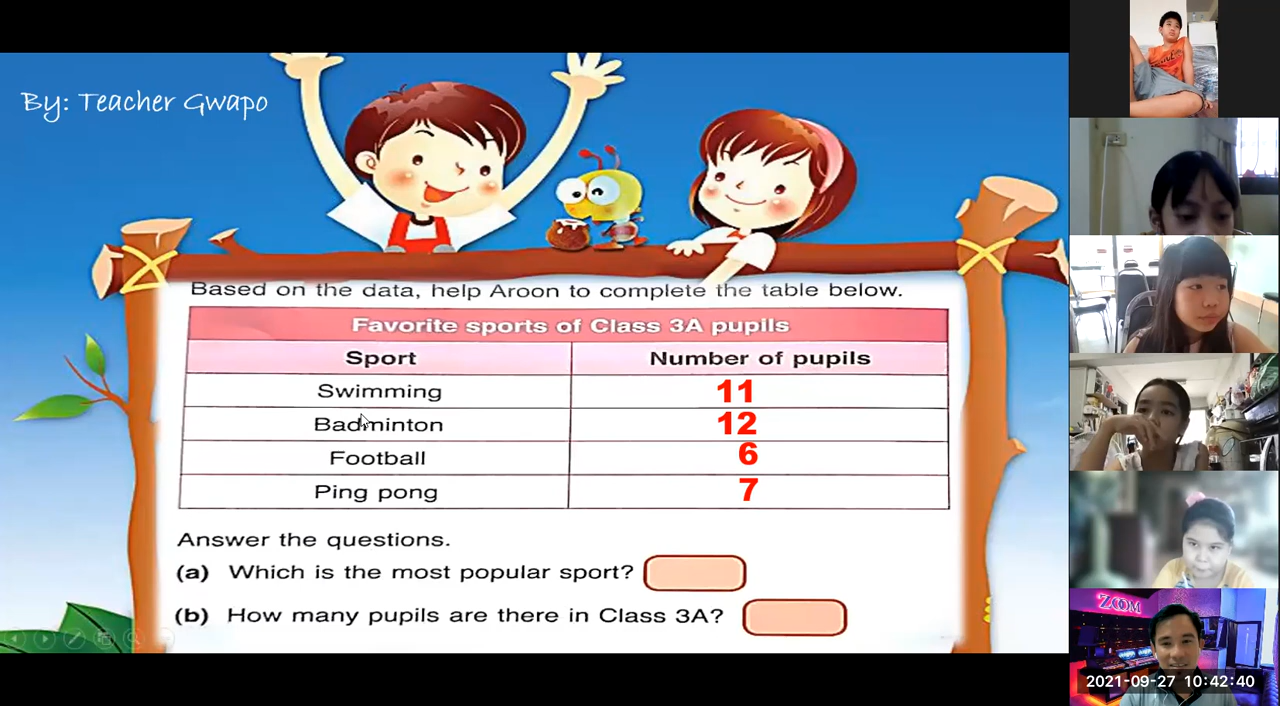 By: Teacher Gwapo
Based on the data, help Aroon to complete the table below.
Favorite sports of Class 3A pupils
Sport Number of pupils
Swimming 11
Badminton 12
Football 6
Ping pong 7
Answer the questions.
(a) Which is the most popular sport?
(b) How many pupils are there in Class 3A?
ZOOM
2021-09-27 10:42:40